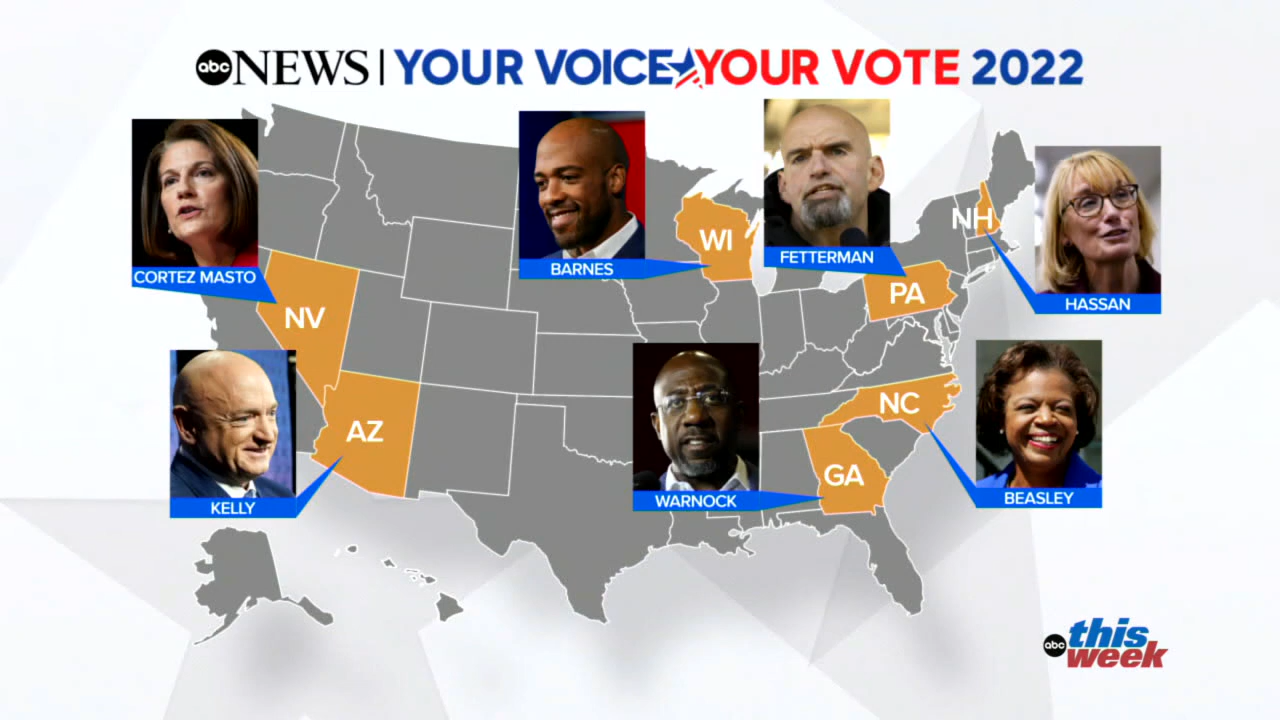 abc NEWS | YOUR VOICE YOUR VOTE 2022
CORTEZ MASTO
NV
KELLY
AZ
BARNES
WI
FETTERMAN
PA
NH
HASSAN
WARNOCK
GA
NC
BEASLEY
abc this
week